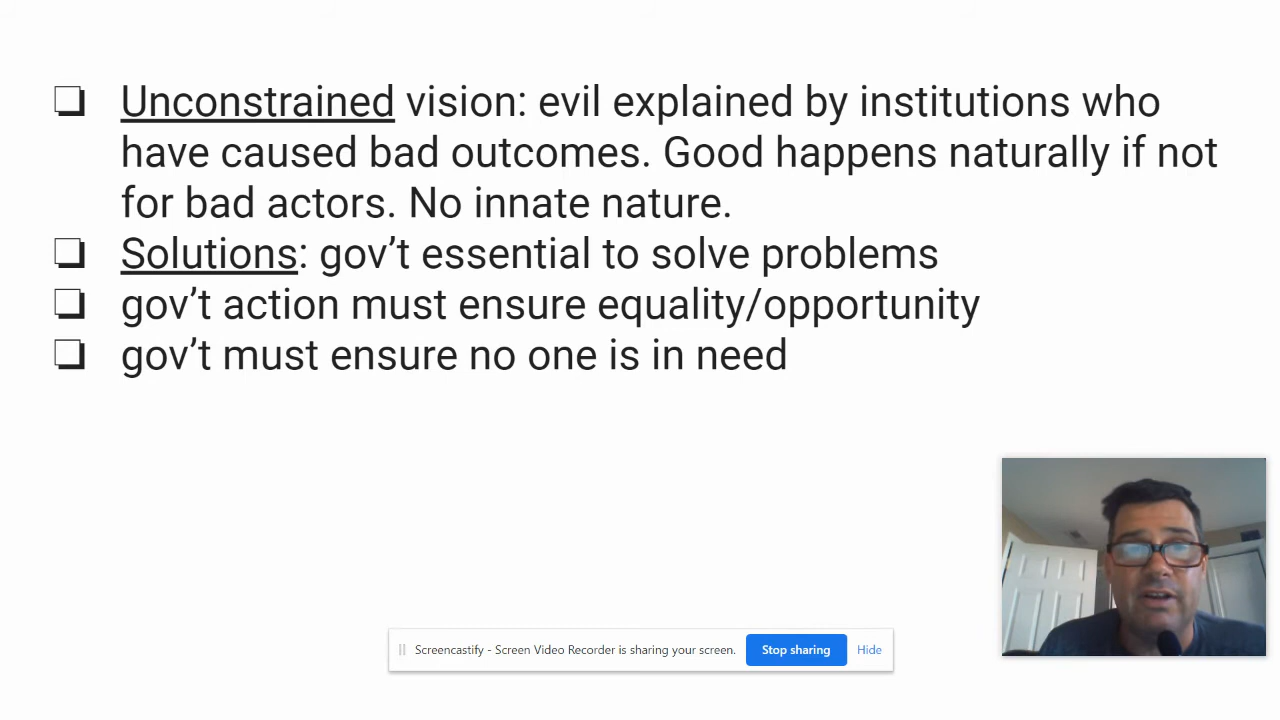 ❏ Unconstrained vision: evil explained by institutions who
have caused bad outcomes. Good happens naturally if not
for bad actors. No innate nature.
❏ Solutions: gov’t essential to solve problems
❏ gov’t action must ensure equality/opportunity
❏ gov’t must ensure no one is in need
Screencastify - Screen Video Recorder is sharing your screen. Stop sharing Hide